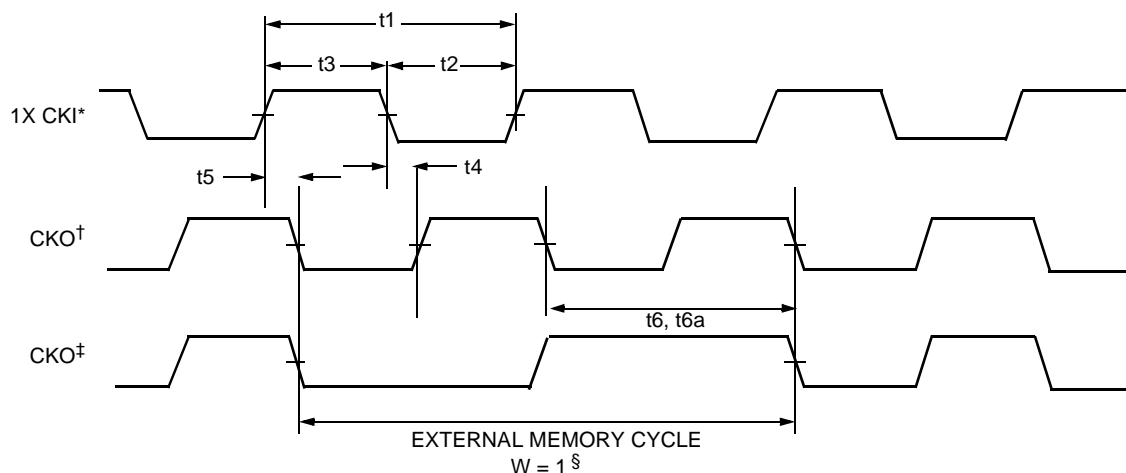 t1
t3
t2
1X CKI*
t5
t4
CKO†
t6, t6a
CKO‡
EXTERNAL MEMORY CYCLE
W = 1 §